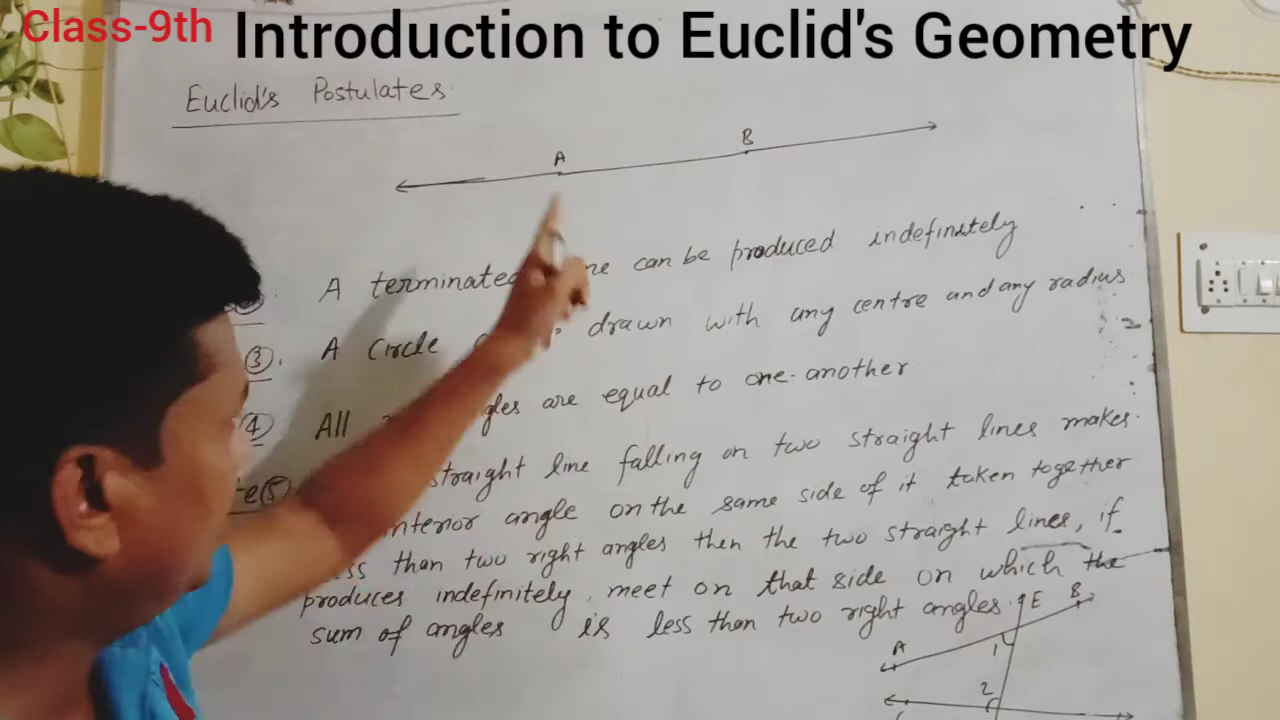 Class-9th Introduction to Euclid's Geometry
Euclid's Postulates.
A B
A terminated can be produced indefinitely
③. A Circle drawn with any centre and any radius
④ All are equal to one-another
straight line falling on two straight lines makes
interior angle on the same side of it taken together
than two right angles then the two straight lines, if
produces indefinitely, meet on that side on which the
sum of angles is less than two right angles.
E B
A 1
2